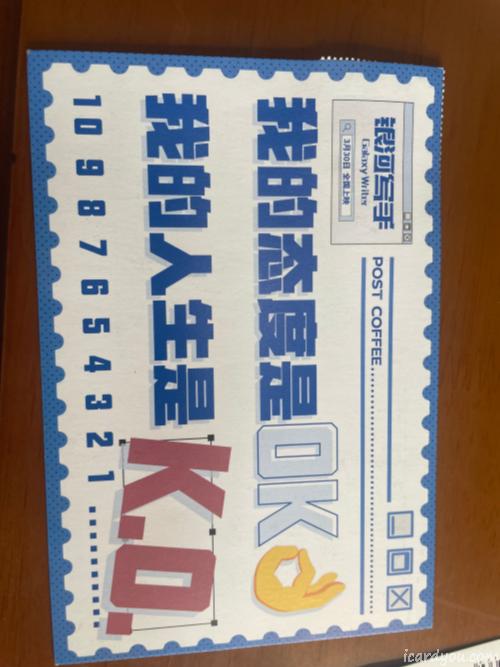 银河写手
Galaxy Writer
3月30日 全国上映
POST COFFEE
我的态度是OK👌
我的人生是K.O.
10 9 8 7 6 5 4 3 2 1
icardyou.com